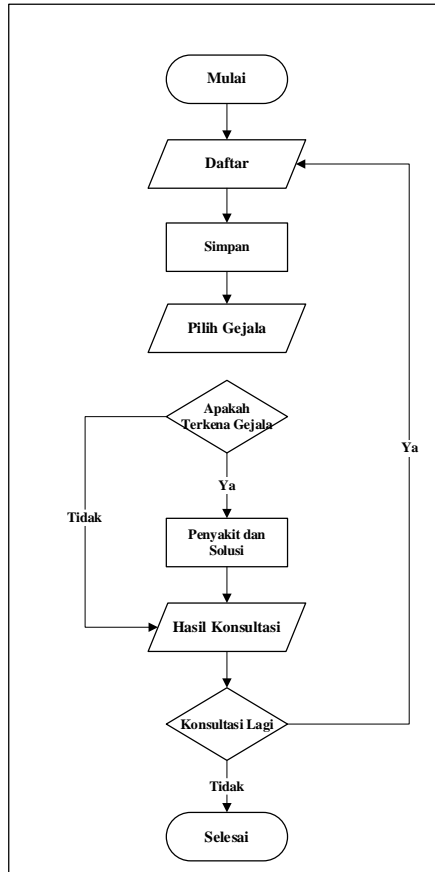 Mulai
Daftar
Simpan
Pilih Gejala
Apakah
Terkena Gejala
Ya
Ya
Tidak
Penyakit dan
Solusi
Hasil Konsultasi
Konsultasi Lagi
Tidak
Selesai